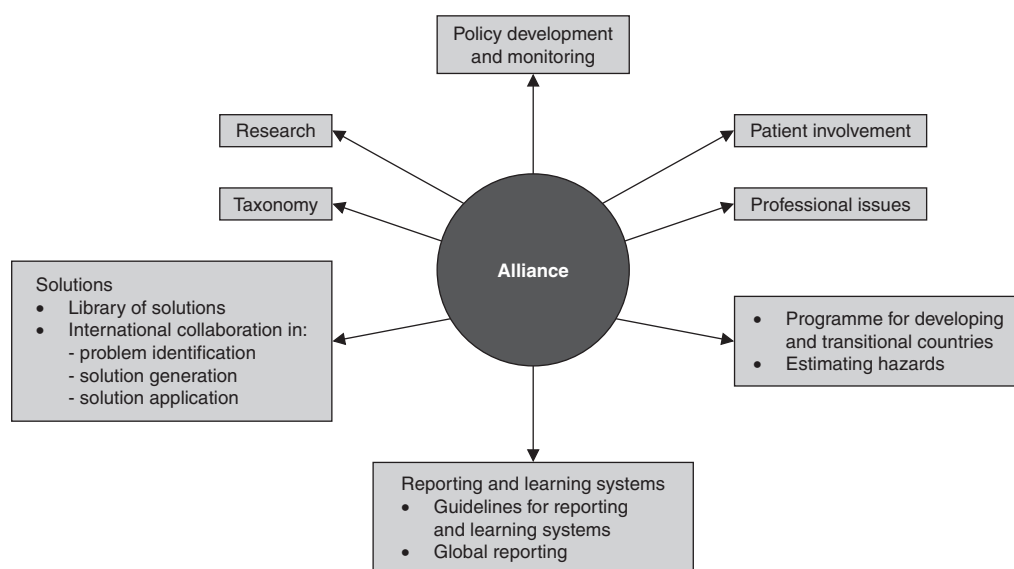 Policy development
and monitoring
Research
Patient involvement
Taxonomy
Professional issues
Alliance
Solutions
• Library of solutions
• International collaboration in:
- problem identification
- solution generation
- solution application
• Programme for developing
and transitional countries
• Estimating hazards
Reporting and learning systems
• Guidelines for reporting
and learning systems
• Global reporting